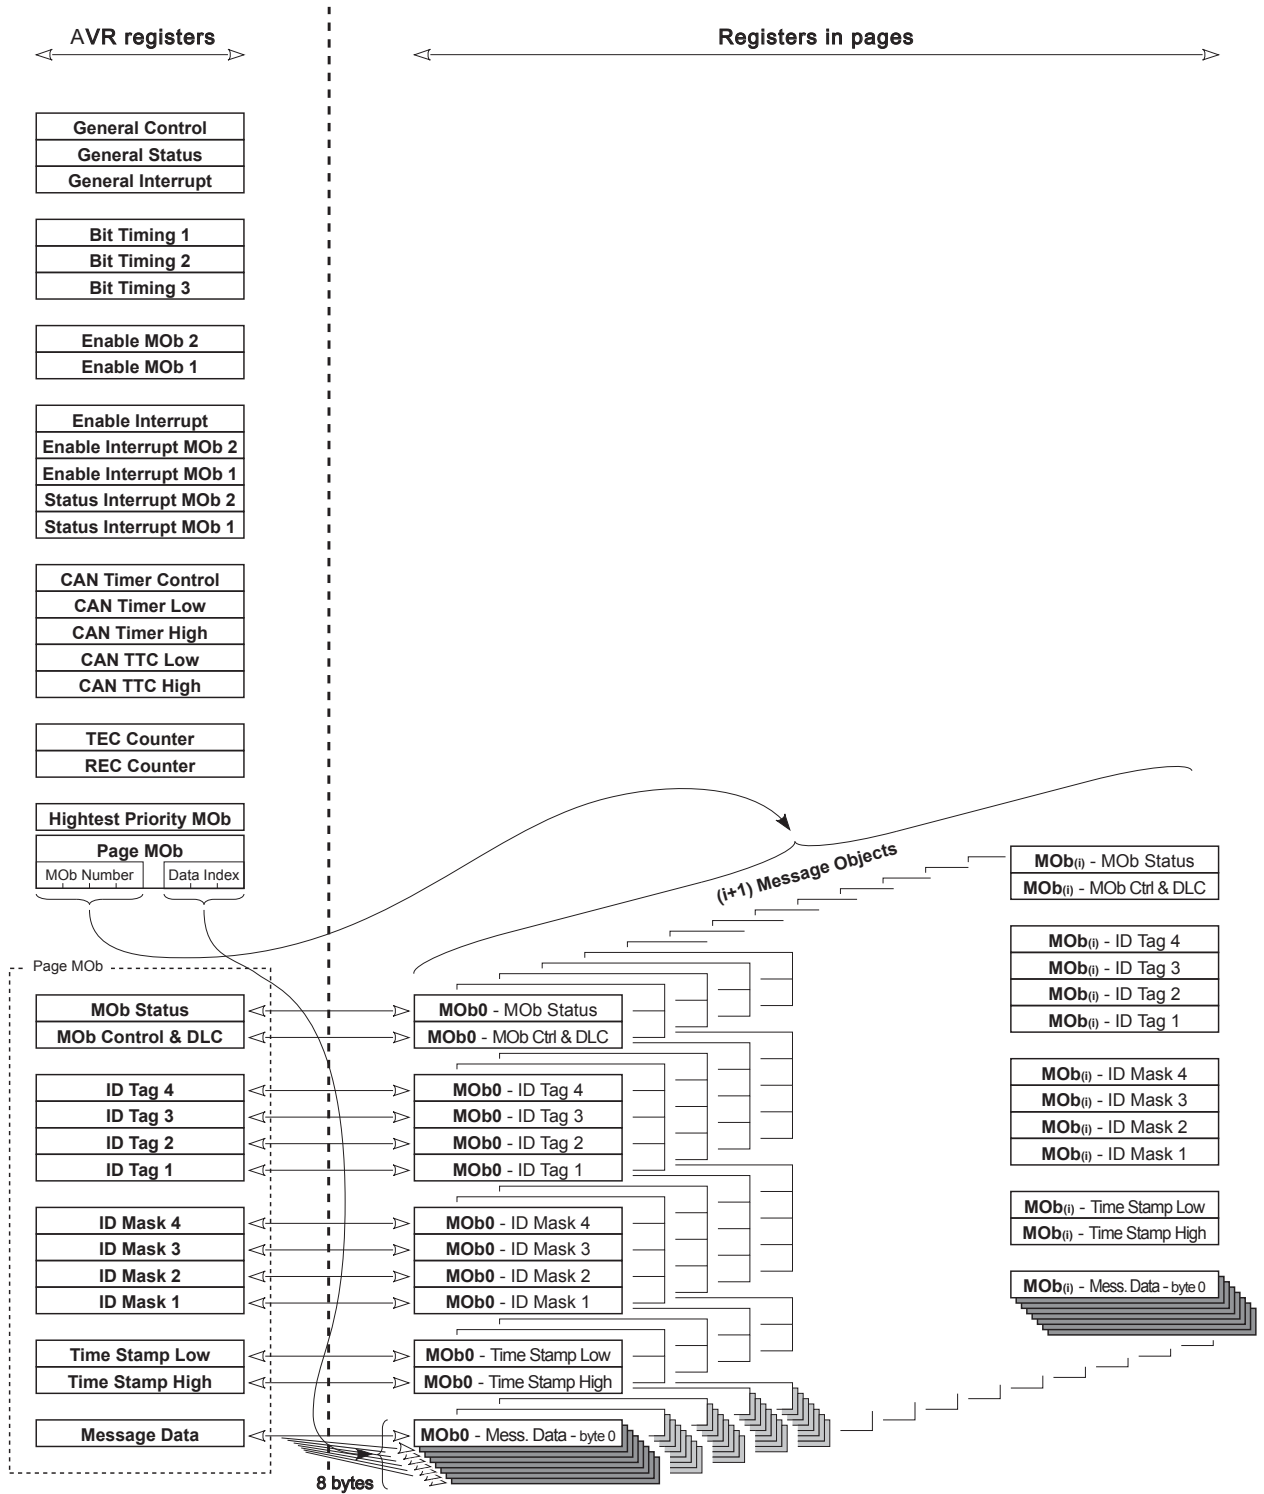 AVR registers
Registers in pages
General Control
General Status
General Interrupt
Bit Timing 1
Bit Timing 2
Bit Timing 3
Enable MOb 2
Enable MOb 1
Enable Interrupt
Enable Interrupt MOb 2
Enable Interrupt MOb 1
Status Interrupt MOb 2
Status Interrupt MOb 1
CAN Timer Control
CAN Timer Low
CAN Timer High
CAN TTC Low
CAN TTC High
TEC Counter
REC Counter
Hightest Priority MOb
Page MOb
MOb Number
Data Index
Page MOb
MOb Status
MOb Control & DLC
ID Tag 4
ID Tag 3
ID Tag 2
ID Tag 1
ID Mask 4
ID Mask 3
ID Mask 2
ID Mask 1
Time Stamp Low
Time Stamp High
Message Data
8 bytes
(i+1) Message Objects
MOb0 - MOb Status
MOb0 - MOb Ctrl & DLC
MOb0 - ID Tag 4
MOb0 - ID Tag 3
MOb0 - ID Tag 2
MOb0 - ID Tag 1
MOb0 - ID Mask 4
MOb0 - ID Mask 3
MOb0 - ID Mask 2
MOb0 - ID Mask 1
MOb0 - Time Stamp Low
MOb0 - Time Stamp High
MOb0 - Mess. Data - byte 0
MOb(i) - MOb Status
MOb(i) - MOb Ctrl & DLC
MOb(i) - ID Tag 4
MOb(i) - ID Tag 3
MOb(i) - ID Tag 2
MOb(i) - ID Tag 1
MOb(i) - ID Mask 4
MOb(i) - ID Mask 3
MOb(i) - ID Mask 2
MOb(i) - ID Mask 1
MOb(i) - Time Stamp Low
MOb(i) - Time Stamp High
MOb(i) - Mess. Data - byte 0